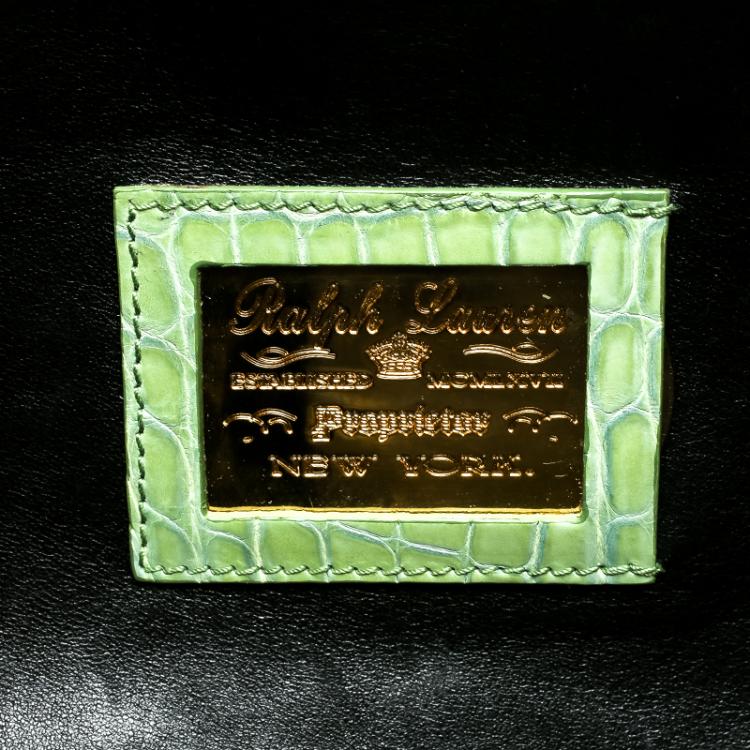 Ralph Lauren
ESTABLISHED MCMLXVII
Proprietor
NEW YORK.